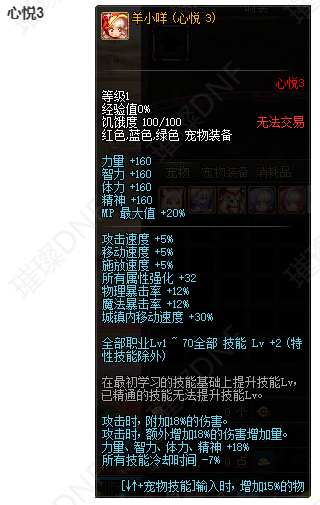 心悦3
羊小咩 (心悦 3)
心悦3
等级1
经验值0%
饥饿度 100/100 无法交易
红色,蓝色,绿色 宠物装备
力量 +160
智力 +160
体力 +160
精神 +160
MP 最大值 +20%
宠物 宠物装备 消耗品
攻击速度 +5%
移动速度 +5%
施放速度 +5%
所有属性强化 +32
物理暴击率 +12%
魔法暴击率 +12%
城镇内移动速度 +30%
全部职业Lv1 ~ 70全部 技能 Lv +2 (特
性技能除外)
在最初学习的技能基础上提升技能Lv,
已精通的技能无法提升技能Lv。
攻击时, 附加18%的伤害。
攻击时, 额外增加18%的伤害增加量。
力量、智力、体力、精神 +18%
所有技能冷却时间 -7%
[↓↑+宠物技能]输入时, 增加15%的物
璀璨DNF